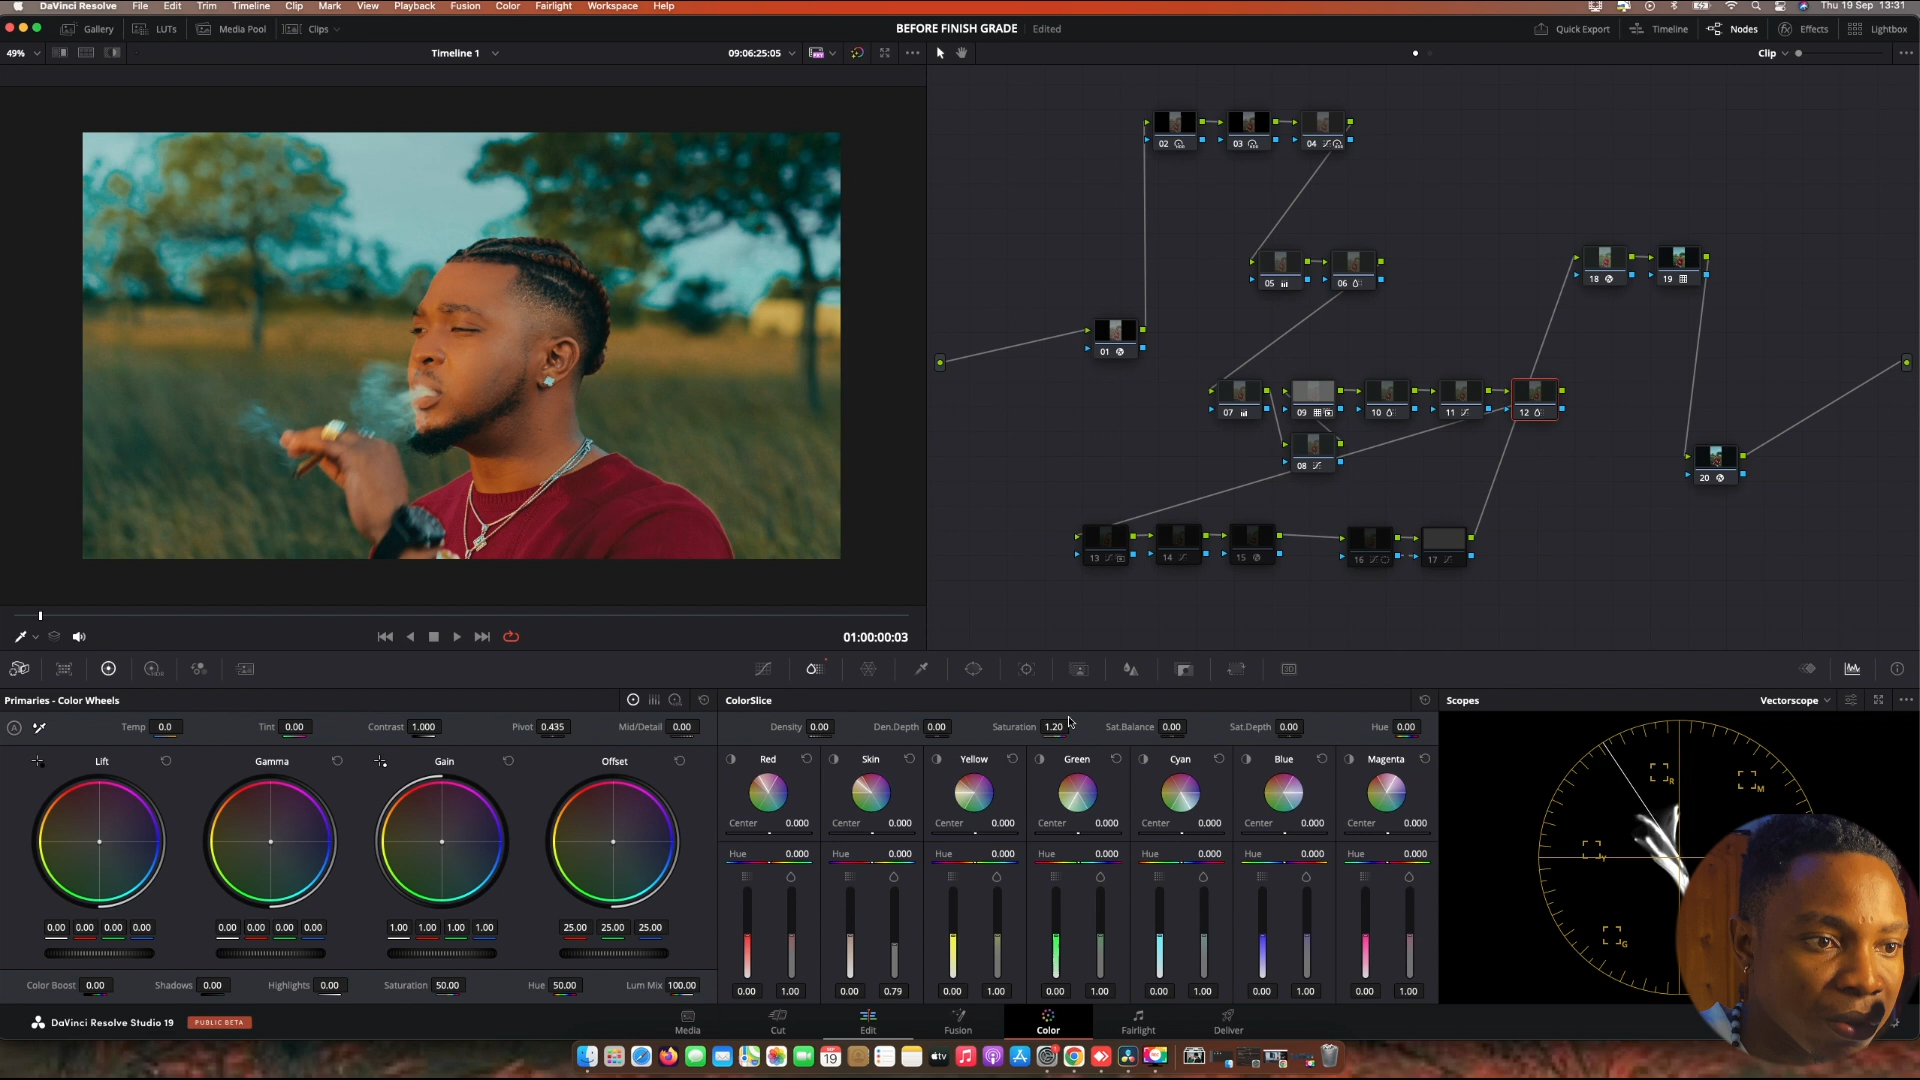 DaVinci Resolve File Edit Trim Timeline Clip Mark View Playback Fusion Color Fairlight Workspace Help Thu 19 Sep 13:31
Gallery LUTs Media Pool Clips BEFORE FINISH GRADE Edited Quick Export Timeline Nodes Effects Lightbox
49% Timeline 1 09:06:25:05 Clip
02 03 04
05 06
18 19
01
07 09 10 11 12
08
20
13 14 15 16 17
01:00:00:03
Primaries - Color Wheels ColorSlice Scopes Vectorscope
Temp 0.0 Tint 0.00 Contrast 1.000 Pivot 0.435 Mid/Detail 0.00
Density 0.00 Den.Depth 0.00 Saturation 1.20 Sat.Balance 0.00 Sat.Depth 0.00 Hue 0.00
Lift Gamma Gain Offset
Red Skin Yellow Green Cyan Blue Magenta
Center 0.000 Center 0.000 Center 0.000 Center 0.000 Center 0.000 Center 0.000 Center 0.000
Hue 0.000 Hue 0.000 Hue 0.000 Hue 0.000 Hue 0.000 Hue 0.000 Hue 0.000
R M Y G
0.00 0.00 0.00 0.00 0.00 0.00 0.00 0.00 1.00 1.00 1.00 1.00 25.00 25.00 25.00
Color Boost 0.00 Shadows 0.00 Highlights 0.00 Saturation 50.00 Hue 50.00 Lum Mix 100.00
0.00 1.00 0.00 0.79 0.00 1.00 0.00 1.00 0.00 1.00 0.00 1.00 0.00 1.00
DaVinci Resolve Studio 19 PUBLIC BETA
Media Cut Edit Fusion Color Fairlight Deliver
SEP 19 tv